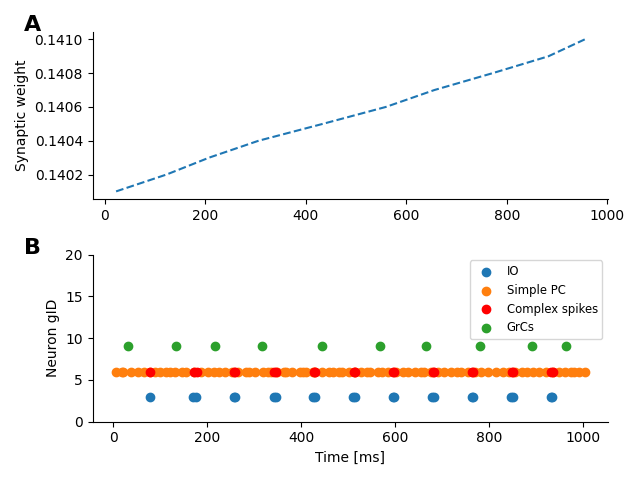 A
0.1410
0.1408
0.1406
0.1404
0.1402
Synaptic weight
0 200 400 600 800 1000
B
20
15
10
5
0
Neuron gID
IO
Simple PC
Complex spikes
GrCs
0 200 400 600 800 1000
Time [ms]